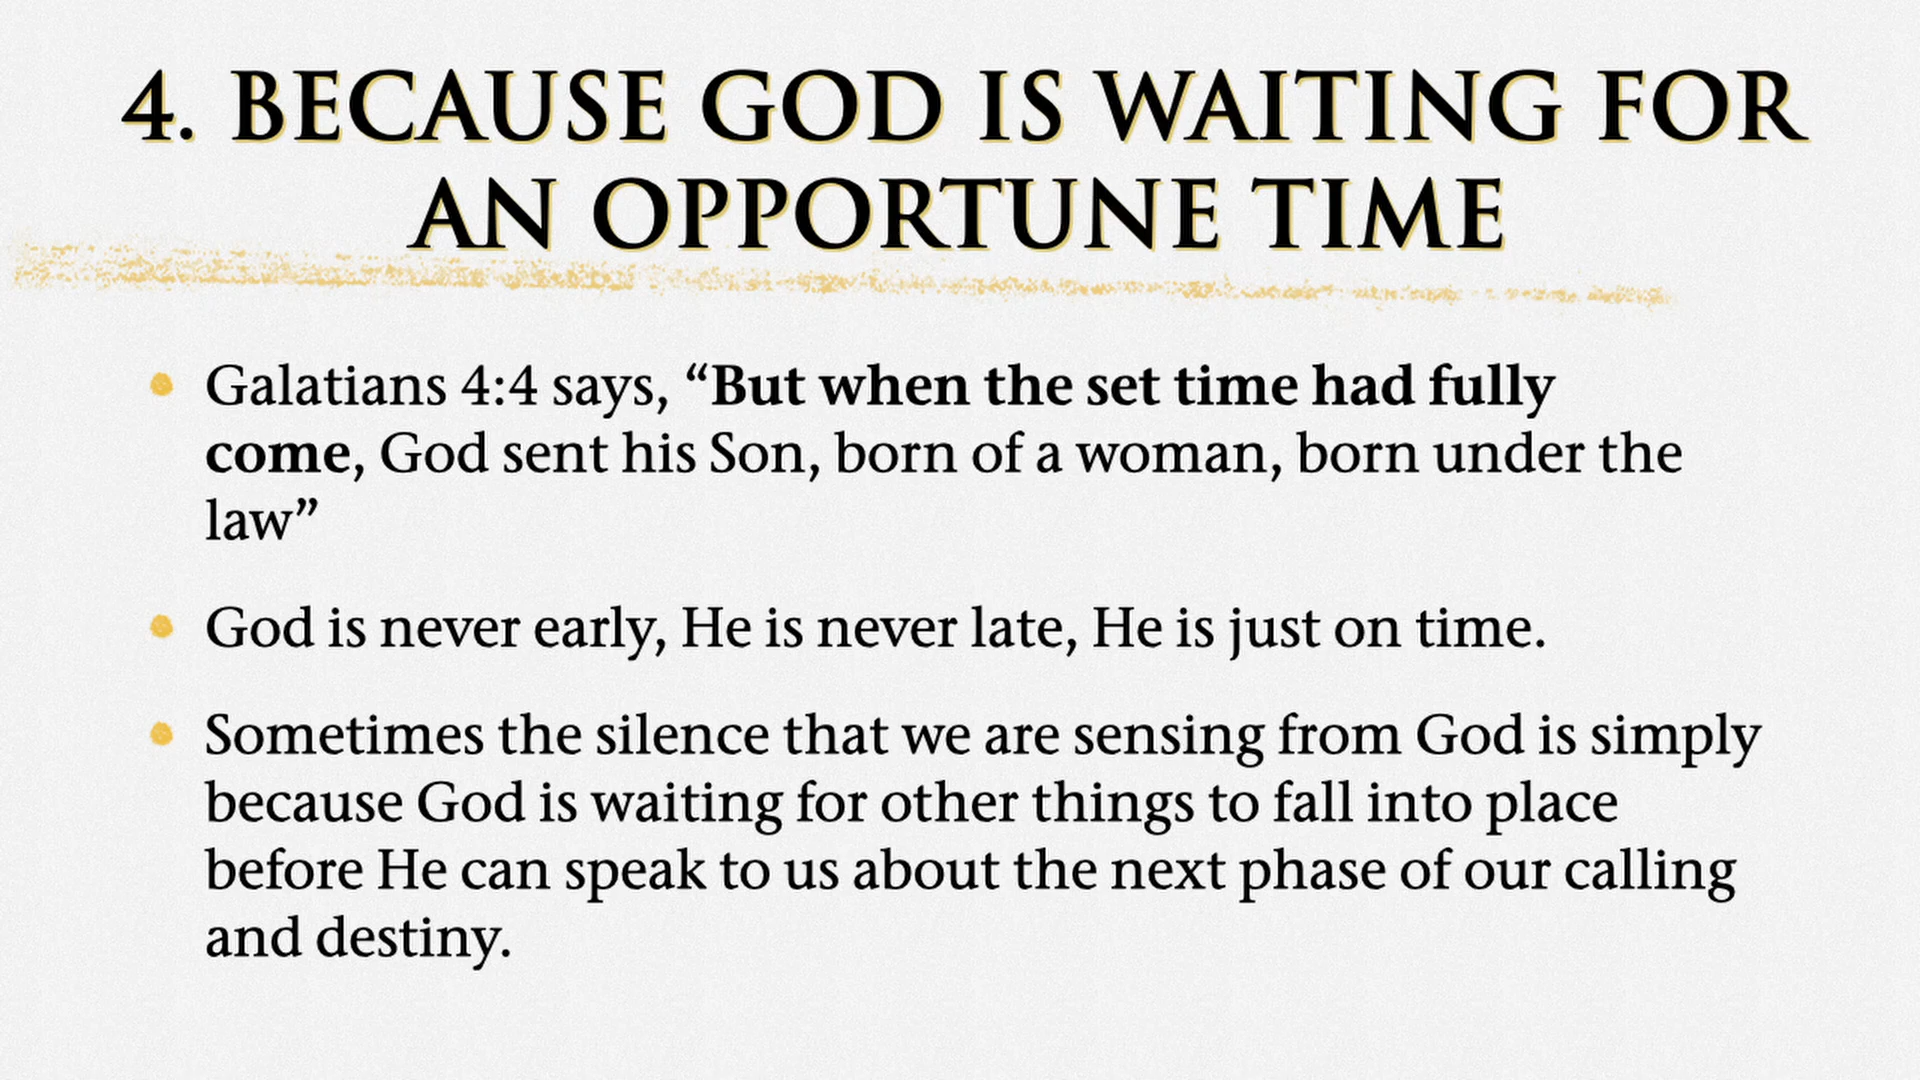 4. BECAUSE GOD IS WAITING FOR
AN OPPORTUNE TIME
• Galatians 4:4 says, “But when the set time had fully
come, God sent his Son, born of a woman, born under the
law”
• God is never early, He is never late, He is just on time.
• Sometimes the silence that we are sensing from God is simply
because God is waiting for other things to fall into place
before He can speak to us about the next phase of our calling
and destiny.